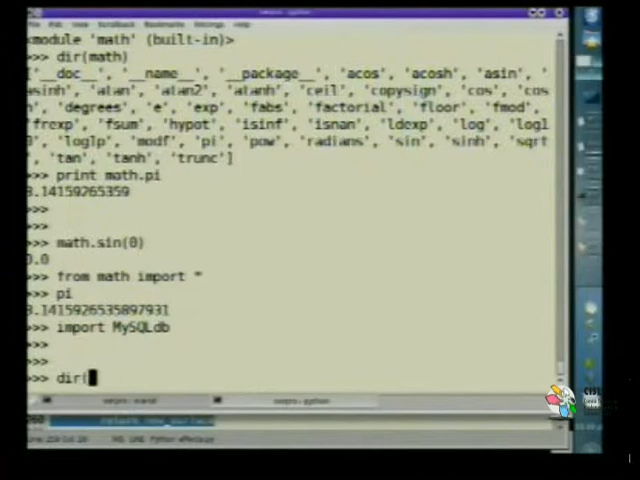 <module 'math' (built-in)>
>>> dir(math)
['__doc__', '__name__', '__package__', 'acos', 'acosh', 'asin', '
asinh', 'atan', 'atan2', 'atanh', 'ceil', 'copysign', 'cos', 'cos
h', 'degrees', 'e', 'exp', 'fabs', 'factorial', 'floor', 'fmod',
'frexp', 'fsum', 'hypot', 'isinf', 'isnan', 'ldexp', 'log', 'log1
0', 'log1p', 'modf', 'pi', 'pow', 'radians', 'sin', 'sinh', 'sqrt
', 'tan', 'tanh', 'trunc']
>>> print math.pi
3.14159265359
>>>
>>>
>>> math.sin(0)
0.0
>>> from math import *
>>> pi
3.1415926535897931
>>> import MySQLdb
>>>
>>>
>>> dir(